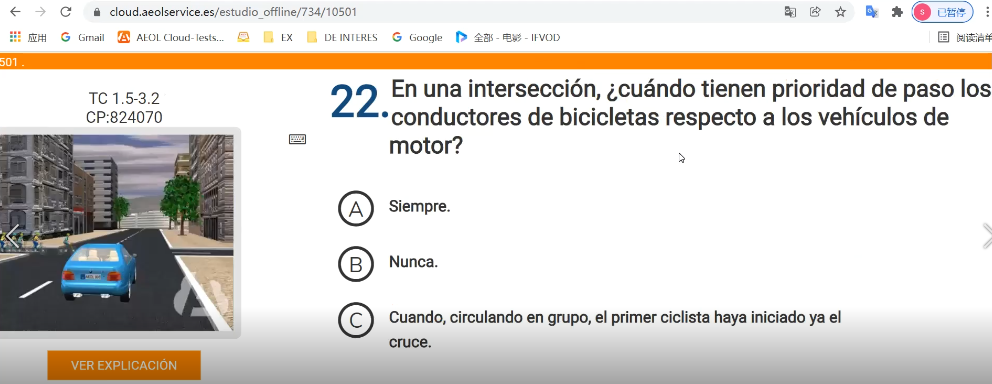 cloud.aeolservice.es/estudio_offline/734/10501
已暂停
应用 Gmail AEOL Cloud-Tests... EX DE INTERES Google 全部 - 电影 - IFVOD 阅读清单
501 .
TC 1.5-3.2
CP:824070
22. En una intersección, ¿cuándo tienen prioridad de paso los
conductores de bicicletas respecto a los vehículos de
motor?
A Siempre.
B Nunca.
C Cuando, circulando en grupo, el primer ciclista haya iniciado ya el
cruce.
VER EXPLICACIÓN